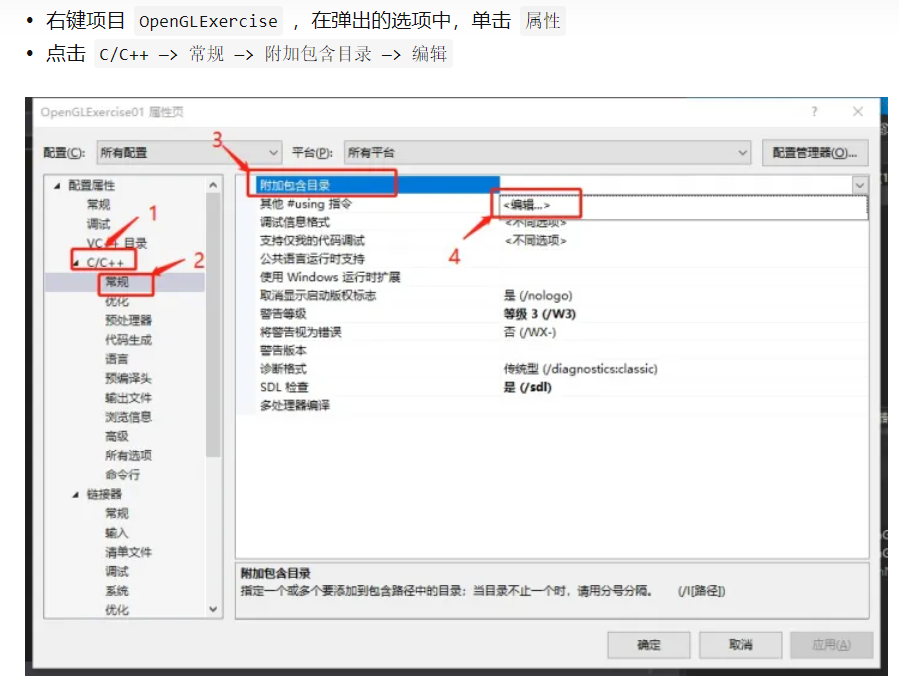 • 右键项目 OpenGLExercise ，在弹出的选项中，单击 属性
• 点击 C/C++ —> 常规 —> 附加包含目录 —> 编辑
OpenGLExercise01 属性页
配置(C): 所有配置 平台(P): 所有平台 配置管理器(O)...
3
配置属性
常规
调试
VC++ 目录
1
C/C++
常规
2
优化
预处理器
代码生成
语言
预编译头
输出文件
浏览信息
高级
所有选项
命令行
链接器
常规
输入
清单文件
调试
系统
优化
附加包含目录
其他 #using 指令 <编辑...>
调试信息格式 <不同选项>
支持仅我的代码调试 <不同选项>
4
公共语言运行时支持
使用 Windows 运行时扩展
取消显示启动版权标志 是 (/nologo)
警告等级 等级 3 (/W3)
将警告视为错误 否 (/WX-)
警告版本
诊断格式 传统型 (/diagnostics:classic)
SDL 检查 是 (/sdl)
多处理器编译
附加包含目录
指定一个或多个要添加到包含路径中的目录；当目录不止一个时，请用分号分隔。 (/I[路径])
确定 取消 应用(A)